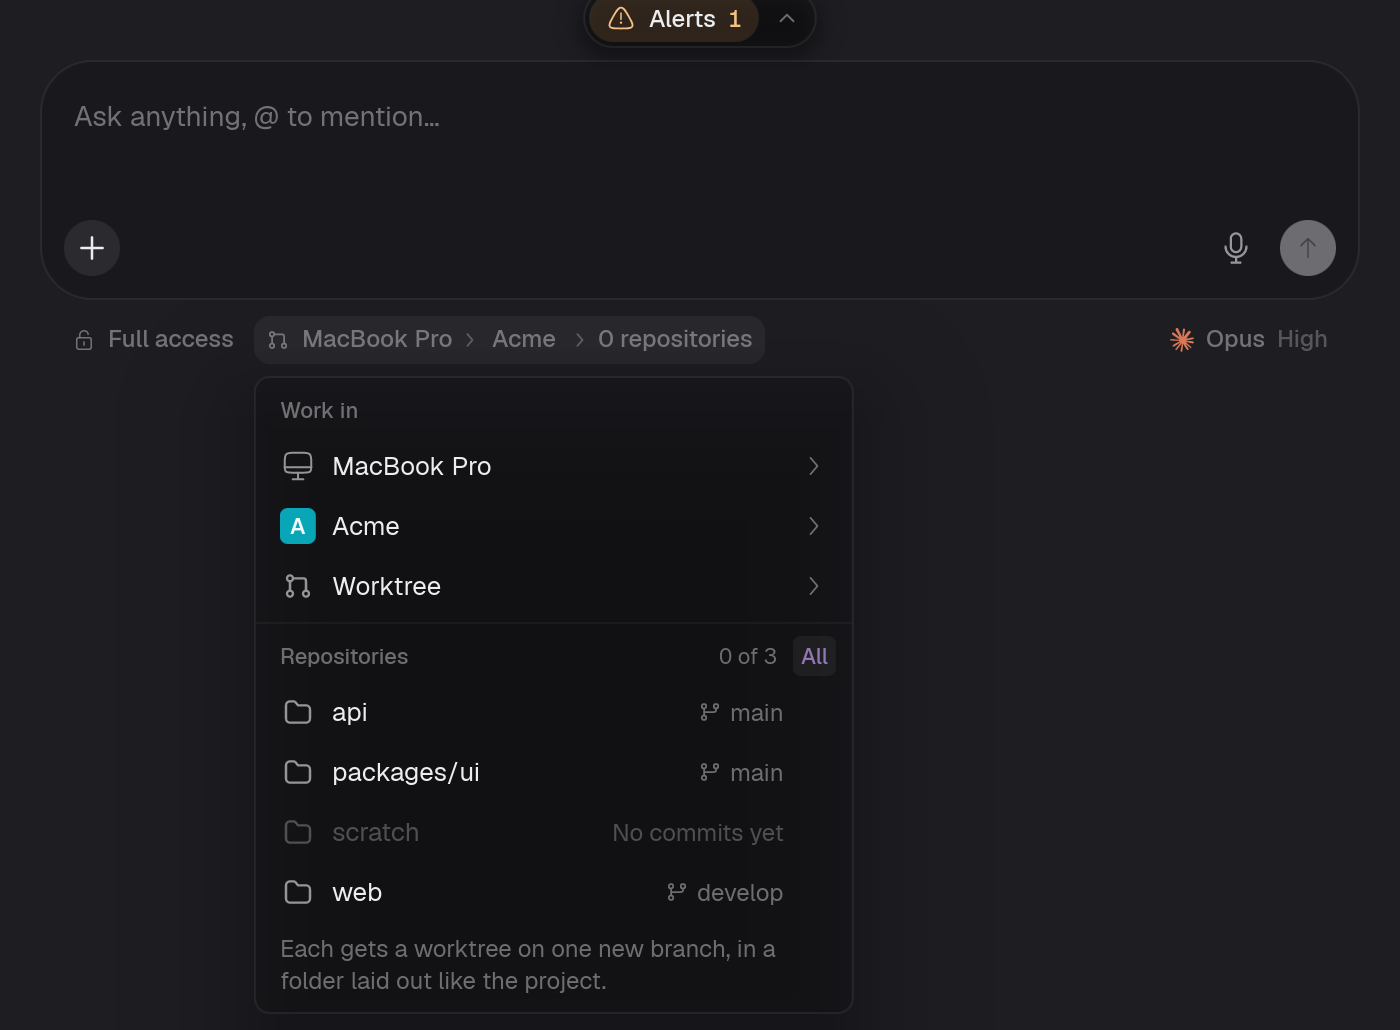 Alerts 1
Ask anything, @ to mention…
Full access
MacBook Pro > Acme > 0 repositories
Opus High
Work in
MacBook Pro
A Acme
Worktree
Repositories 0 of 3 All
api main
packages/ui main
scratch No commits yet
web develop
Each gets a worktree on one new branch, in a
folder laid out like the project.